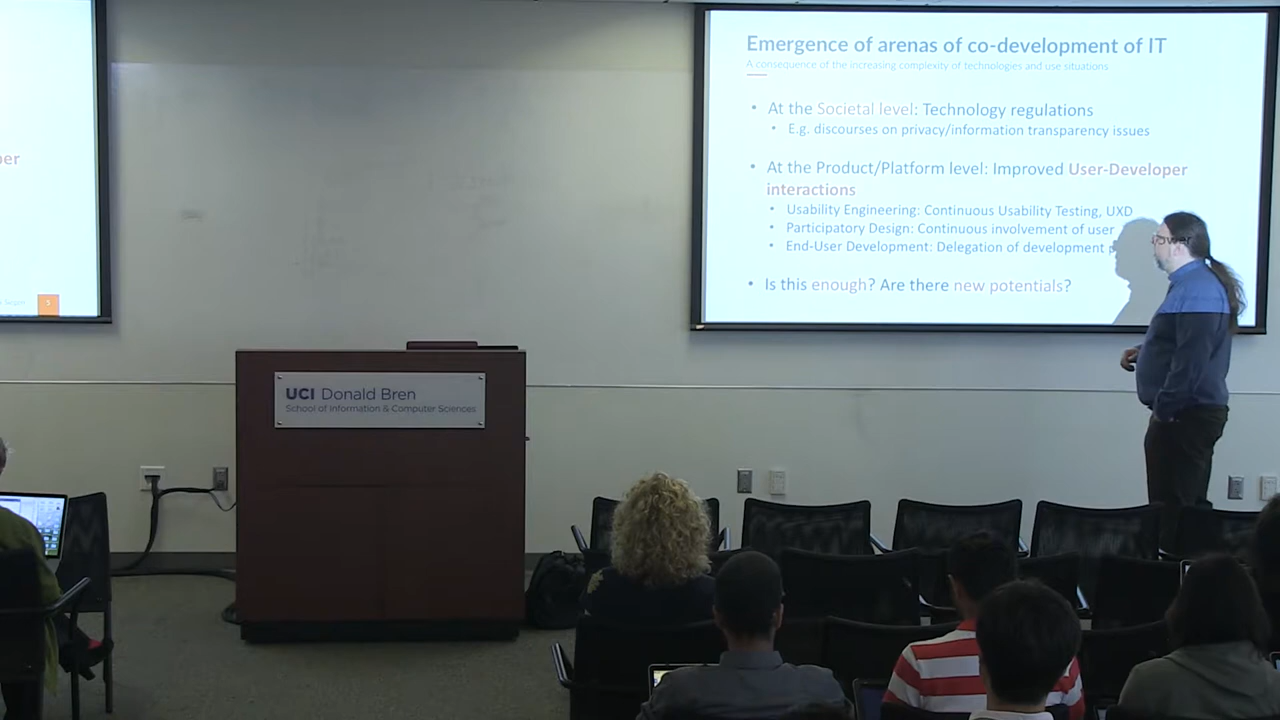 per
5
Emergence of arenas of co-development of IT
A consequence of the increasing complexity of technologies and use situations
• At the Societal level: Technology regulations
• E.g. discourses on privacy/information transparency issues
• At the Product/Platform level: Improved User-Developer
interactions
• Usability Engineering: Continuous Usability Testing, UXD
• Participatory Design: Continuous involvement of user
• End-User Development: Delegation of development
• Is this enough? Are there new potentials?
UCI Donald Bren
School of Information & Computer Sciences